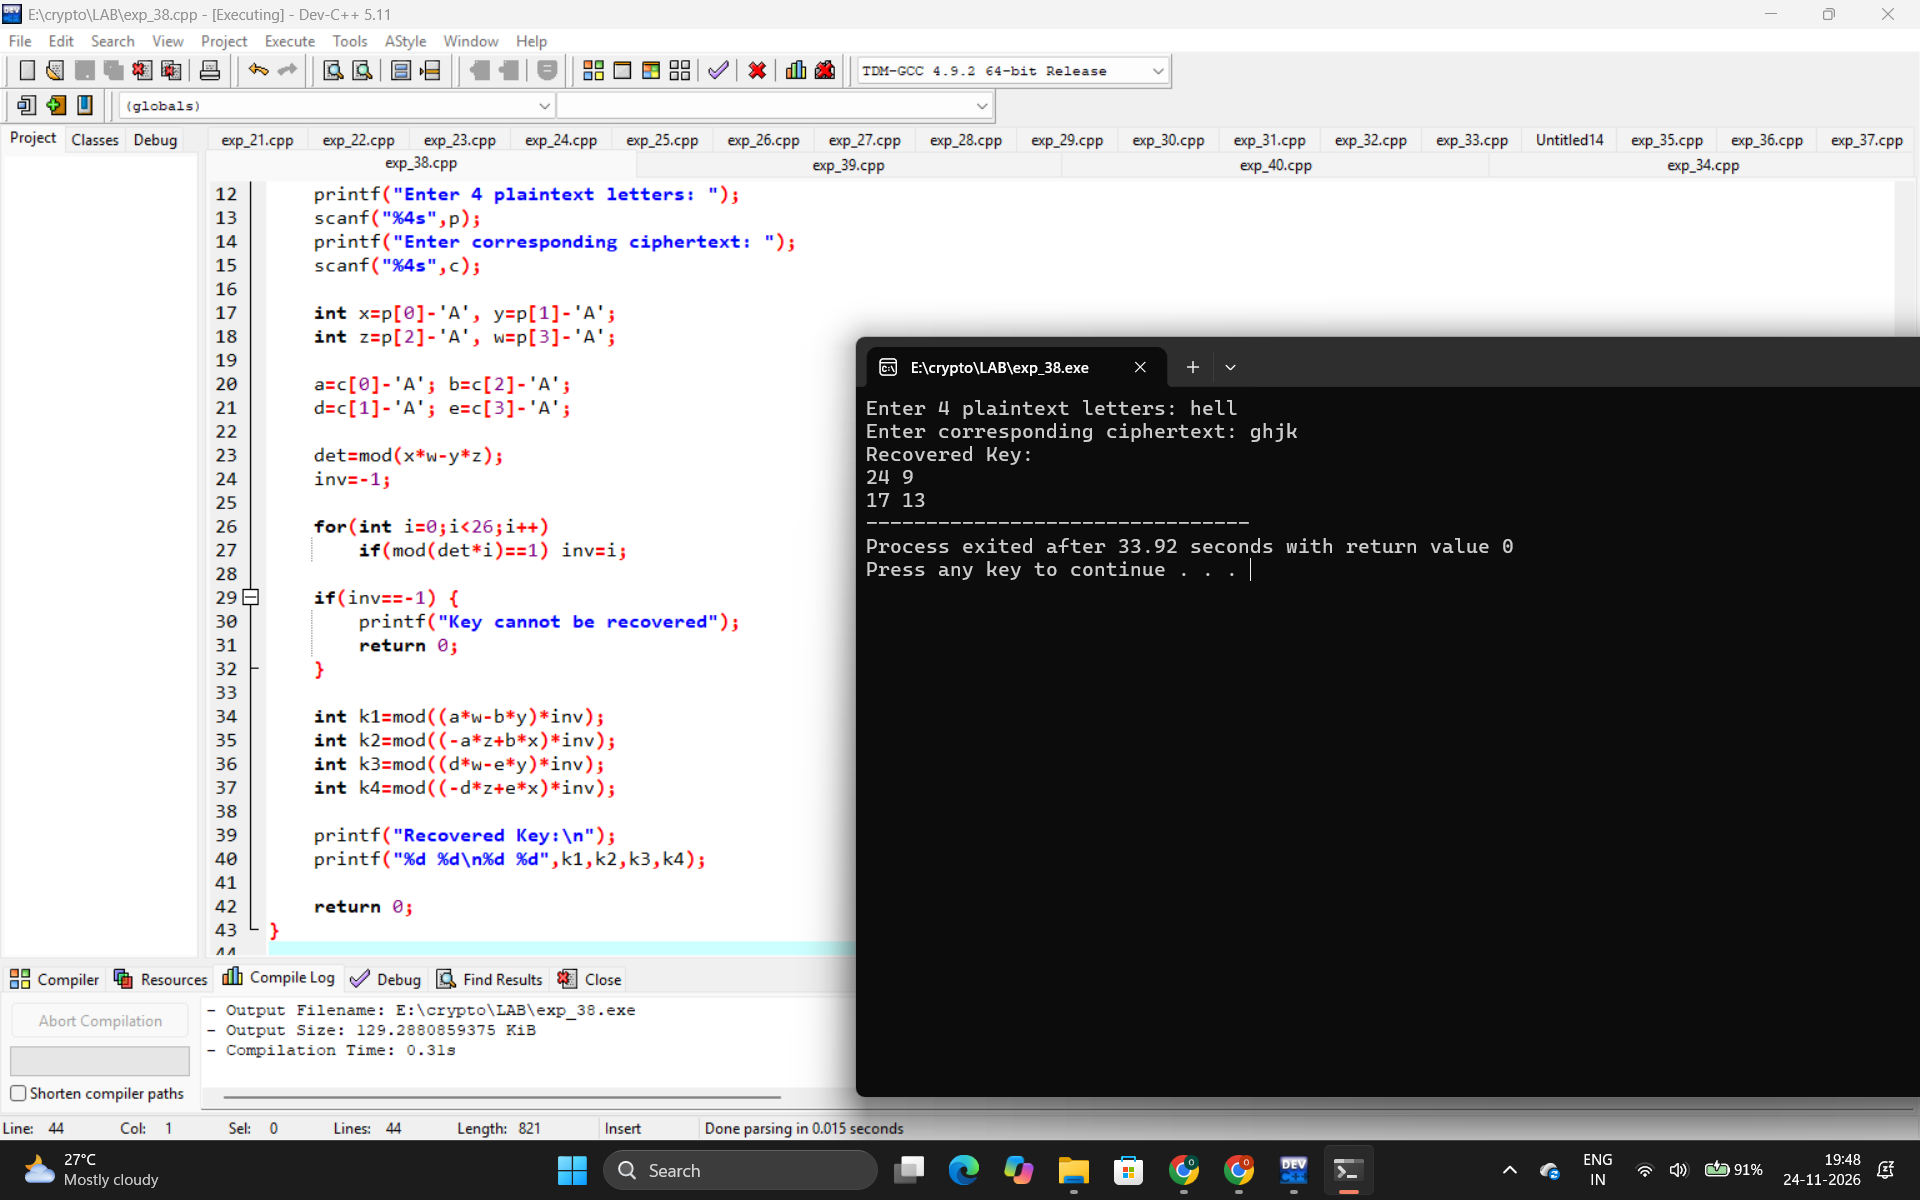 E:\crypto\LAB\exp_38.cpp - [Executing] - Dev-C++ 5.11
File Edit Search View Project Execute Tools AStyle Window Help
TDM-GCC 4.9.2 64-bit Release
(globals)
Project Classes Debug
exp_21.cpp exp_22.cpp exp_23.cpp exp_24.cpp exp_25.cpp exp_26.cpp exp_27.cpp exp_28.cpp exp_29.cpp exp_30.cpp exp_31.cpp exp_32.cpp exp_33.cpp Untitled14 exp_35.cpp exp_36.cpp exp_37.cpp
exp_38.cpp exp_39.cpp exp_40.cpp exp_34.cpp
12 printf("Enter 4 plaintext letters: ");
13 scanf("%4s",p);
14 printf("Enter corresponding ciphertext: ");
15 scanf("%4s",c);
16
17 int x=p[0]-'A', y=p[1]-'A';
18 int z=p[2]-'A', w=p[3]-'A';
19
20 a=c[0]-'A'; b=c[2]-'A';
21 d=c[1]-'A'; e=c[3]-'A';
22
23 det=mod(x*w-y*z);
24 inv=-1;
25
26 for(int i=0;i<26;i++)
27 if(mod(det*i)==1) inv=i;
28
29 if(inv==-1) {
30 printf("Key cannot be recovered");
31 return 0;
32 }
33
34 int k1=mod((a*w-b*y)*inv);
35 int k2=mod((-a*z+b*x)*inv);
36 int k3=mod((d*w-e*y)*inv);
37 int k4=mod((-d*z+e*x)*inv);
38
39 printf("Recovered Key:\n");
40 printf("%d %d\n%d %d",k1,k2,k3,k4);
41
42 return 0;
43 }
44
E:\crypto\LAB\exp_38.exe
Enter 4 plaintext letters: hell
Enter corresponding ciphertext: ghjk
Recovered Key:
24 9
17 13
--------------------------------
Process exited after 33.92 seconds with return value 0
Press any key to continue . . .
Compiler Resources Compile Log Debug Find Results Close
Abort Compilation
Shorten compiler paths
- Output Filename: E:\crypto\LAB\exp_38.exe
- Output Size: 129.2880859375 KiB
- Compilation Time: 0.31s
Line: 44 Col: 1 Sel: 0 Lines: 44 Length: 821 Insert Done parsing in 0.015 seconds
27°C
Mostly cloudy
Search
DEV
ENG
IN
91%
19:48
24-11-2026